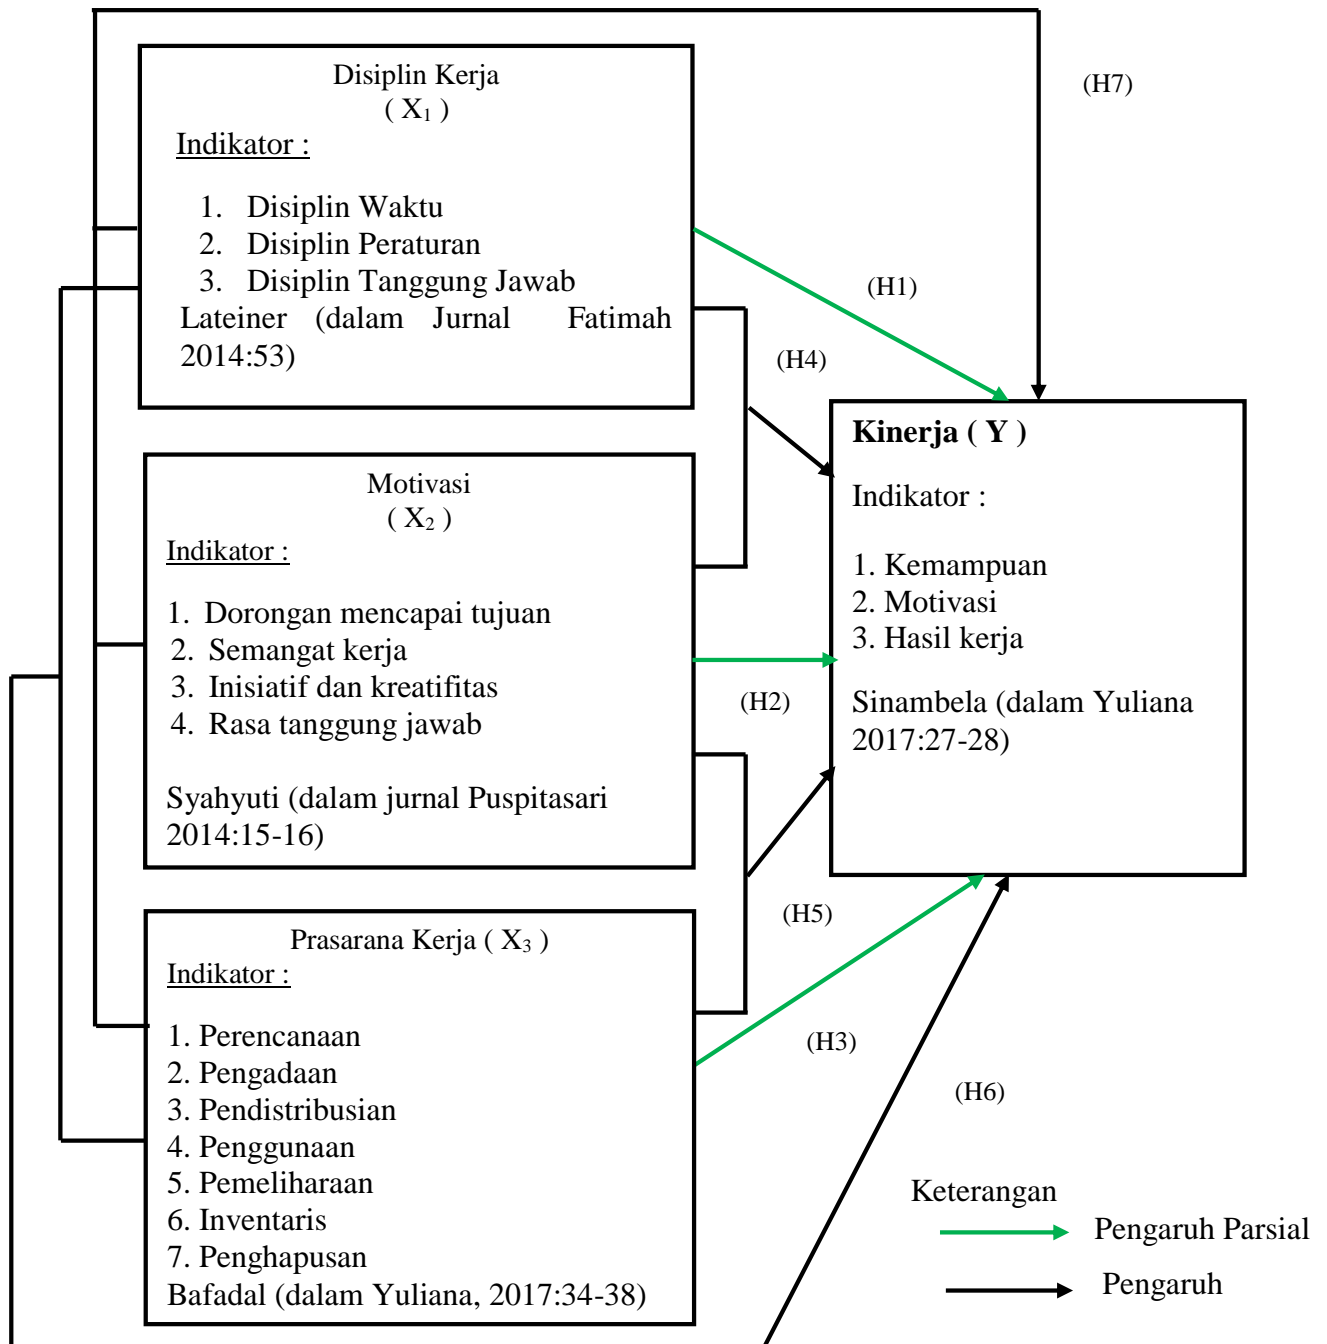 (H7)
Disiplin Kerja
( X₁ )
Indikator :
1. Disiplin Waktu
2. Disiplin Peraturan
3. Disiplin Tanggung Jawab
Lateiner (dalam Jurnal Fatimah
2014:53)
(H1)
(H4)
Motivasi
( X₂ )
Indikator :
1. Dorongan mencapai tujuan
2. Semangat kerja
3. Inisiatif dan kreatifitas
4. Rasa tanggung jawab
Syahyuti (dalam jurnal Puspitasari
2014:15-16)
(H2)
Kinerja ( Y )
Indikator :
1. Kemampuan
2. Motivasi
3. Hasil kerja
Sinambela (dalam Yuliana
2017:27-28)
(H5)
Prasarana Kerja ( X₃ )
Indikator :
1. Perencanaan
2. Pengadaan
3. Pendistribusian
4. Penggunaan
5. Pemeliharaan
6. Inventaris
7. Penghapusan
Bafadal (dalam Yuliana, 2017:34-38)
(H3)
(H6)
Keterangan
Pengaruh Parsial
Pengaruh